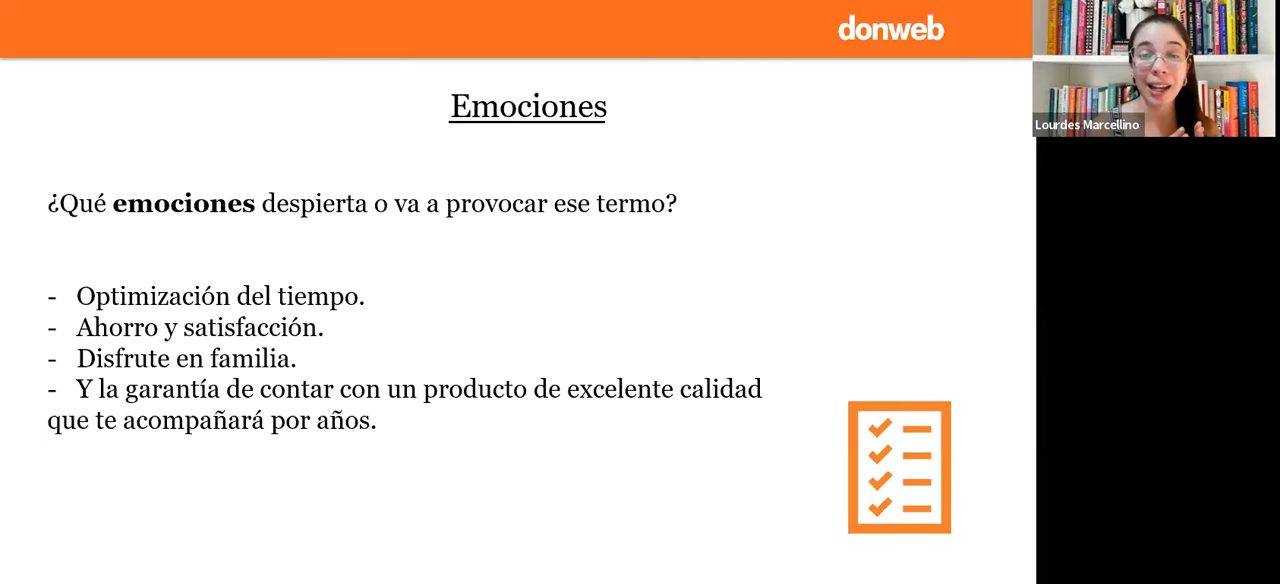 donweb
Lourdes Marcellino
Emociones
¿Qué emociones despierta o va a provocar ese termo?
- Optimización del tiempo.
- Ahorro y satisfacción.
- Disfrute en familia.
- Y la garantía de contar con un producto de excelente calidad
que te acompañará por años.